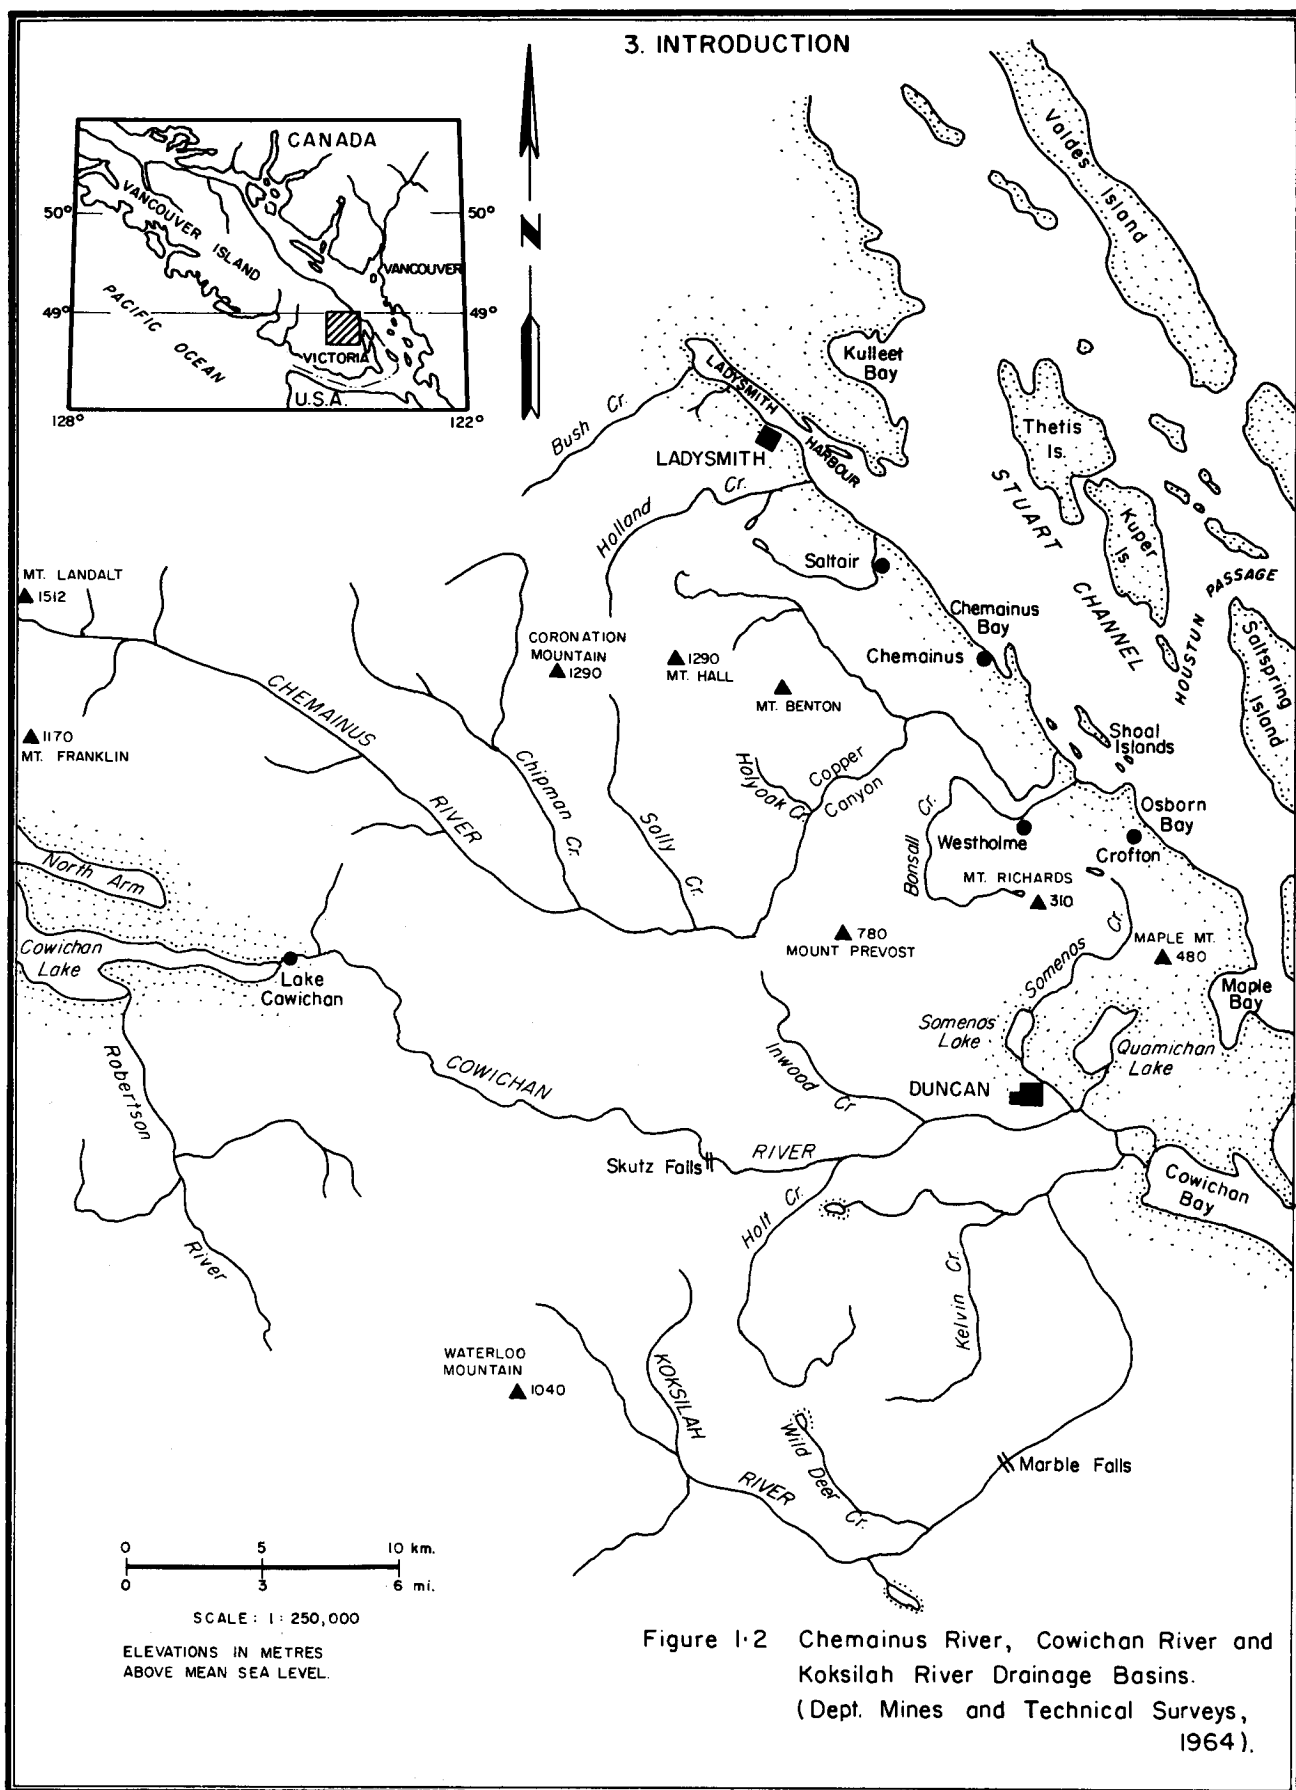 3. INTRODUCTION
CANADA
VANCOUVER ISLAND
50° 50°
VANCOUVER
49° 49°
PACIFIC OCEAN
VICTORIA
U.S.A.
128° 122°
N
Valdes Island
Kulleet
Bay
LADYSMITH HARBOUR
Bush Cr.
LADYSMITH
Thetis
Is.
STUART CHANNEL
Kuper
Is.
Holland Cr.
Saltair
HOUSTUN PASSAGE
MT. LANDALT
1512
Chemainus
Bay
Saltspring
Island
CORONATION
MOUNTAIN
1290
1290
MT. HALL
Chemainus
MT. BENTON
CHEMAINUS RIVER
1170
MT. FRANKLIN
Shoal
Islands
Chipman Cr.
Holyoak Cr.
Copper
Canyon
Solly Cr.
Bonsall Cr.
Osborn
Bay
Westholme
Crofton
North Arm
MT. RICHARDS
310
Somenos Cr.
780
MOUNT PREVOST
MAPLE MT.
480
Cowichan
Lake
Lake
Cowichan
Maple
Bay
Somenos
Lake
Quamichan
Lake
Robertson River
COWICHAN RIVER
Inwood Cr
DUNCAN
Skutz Falls
Cowichan
Bay
Holt Cr.
Kelvin Cr.
WATERLOO
MOUNTAIN
1040
KOKSILAH RIVER
Wild Deer Cr.
Marble Falls
0 5 10 km.
0 3 6 mi.
SCALE: 1:250,000
ELEVATIONS IN METRES
ABOVE MEAN SEA LEVEL.
Figure 1·2 Chemainus River, Cowichan River and
Koksilah River Drainage Basins.
(Dept. Mines and Technical Surveys,
1964).